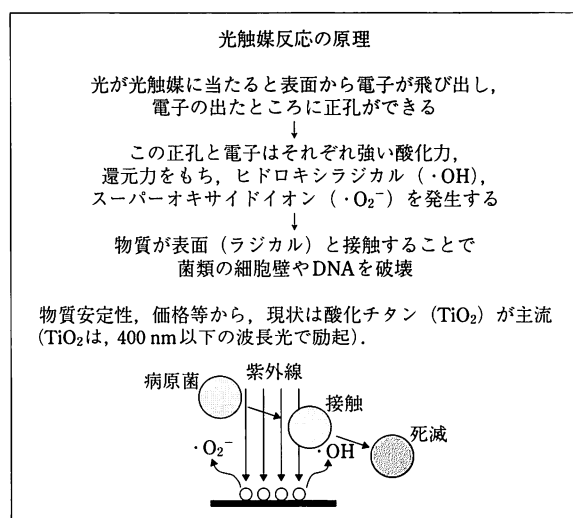 光触媒反応の原理
光が光触媒に当たると表面から電子が飛び出し，
電子の出たところに正孔ができる
↓
この正孔と電子はそれぞれ強い酸化力，
還元力をもち，ヒドロキシラジカル（・OH），
スーパーオキサイドイオン（・O₂⁻）を発生する
↓
物質が表面（ラジカル）と接触することで
菌類の細胞壁やDNAを破壊
物質安定性，価格等から，現状は酸化チタン（TiO₂）が主流
（TiO₂は，400 nm以下の波長光で励起）．
病原菌
紫外線
接触
死滅
・O₂⁻
・OH